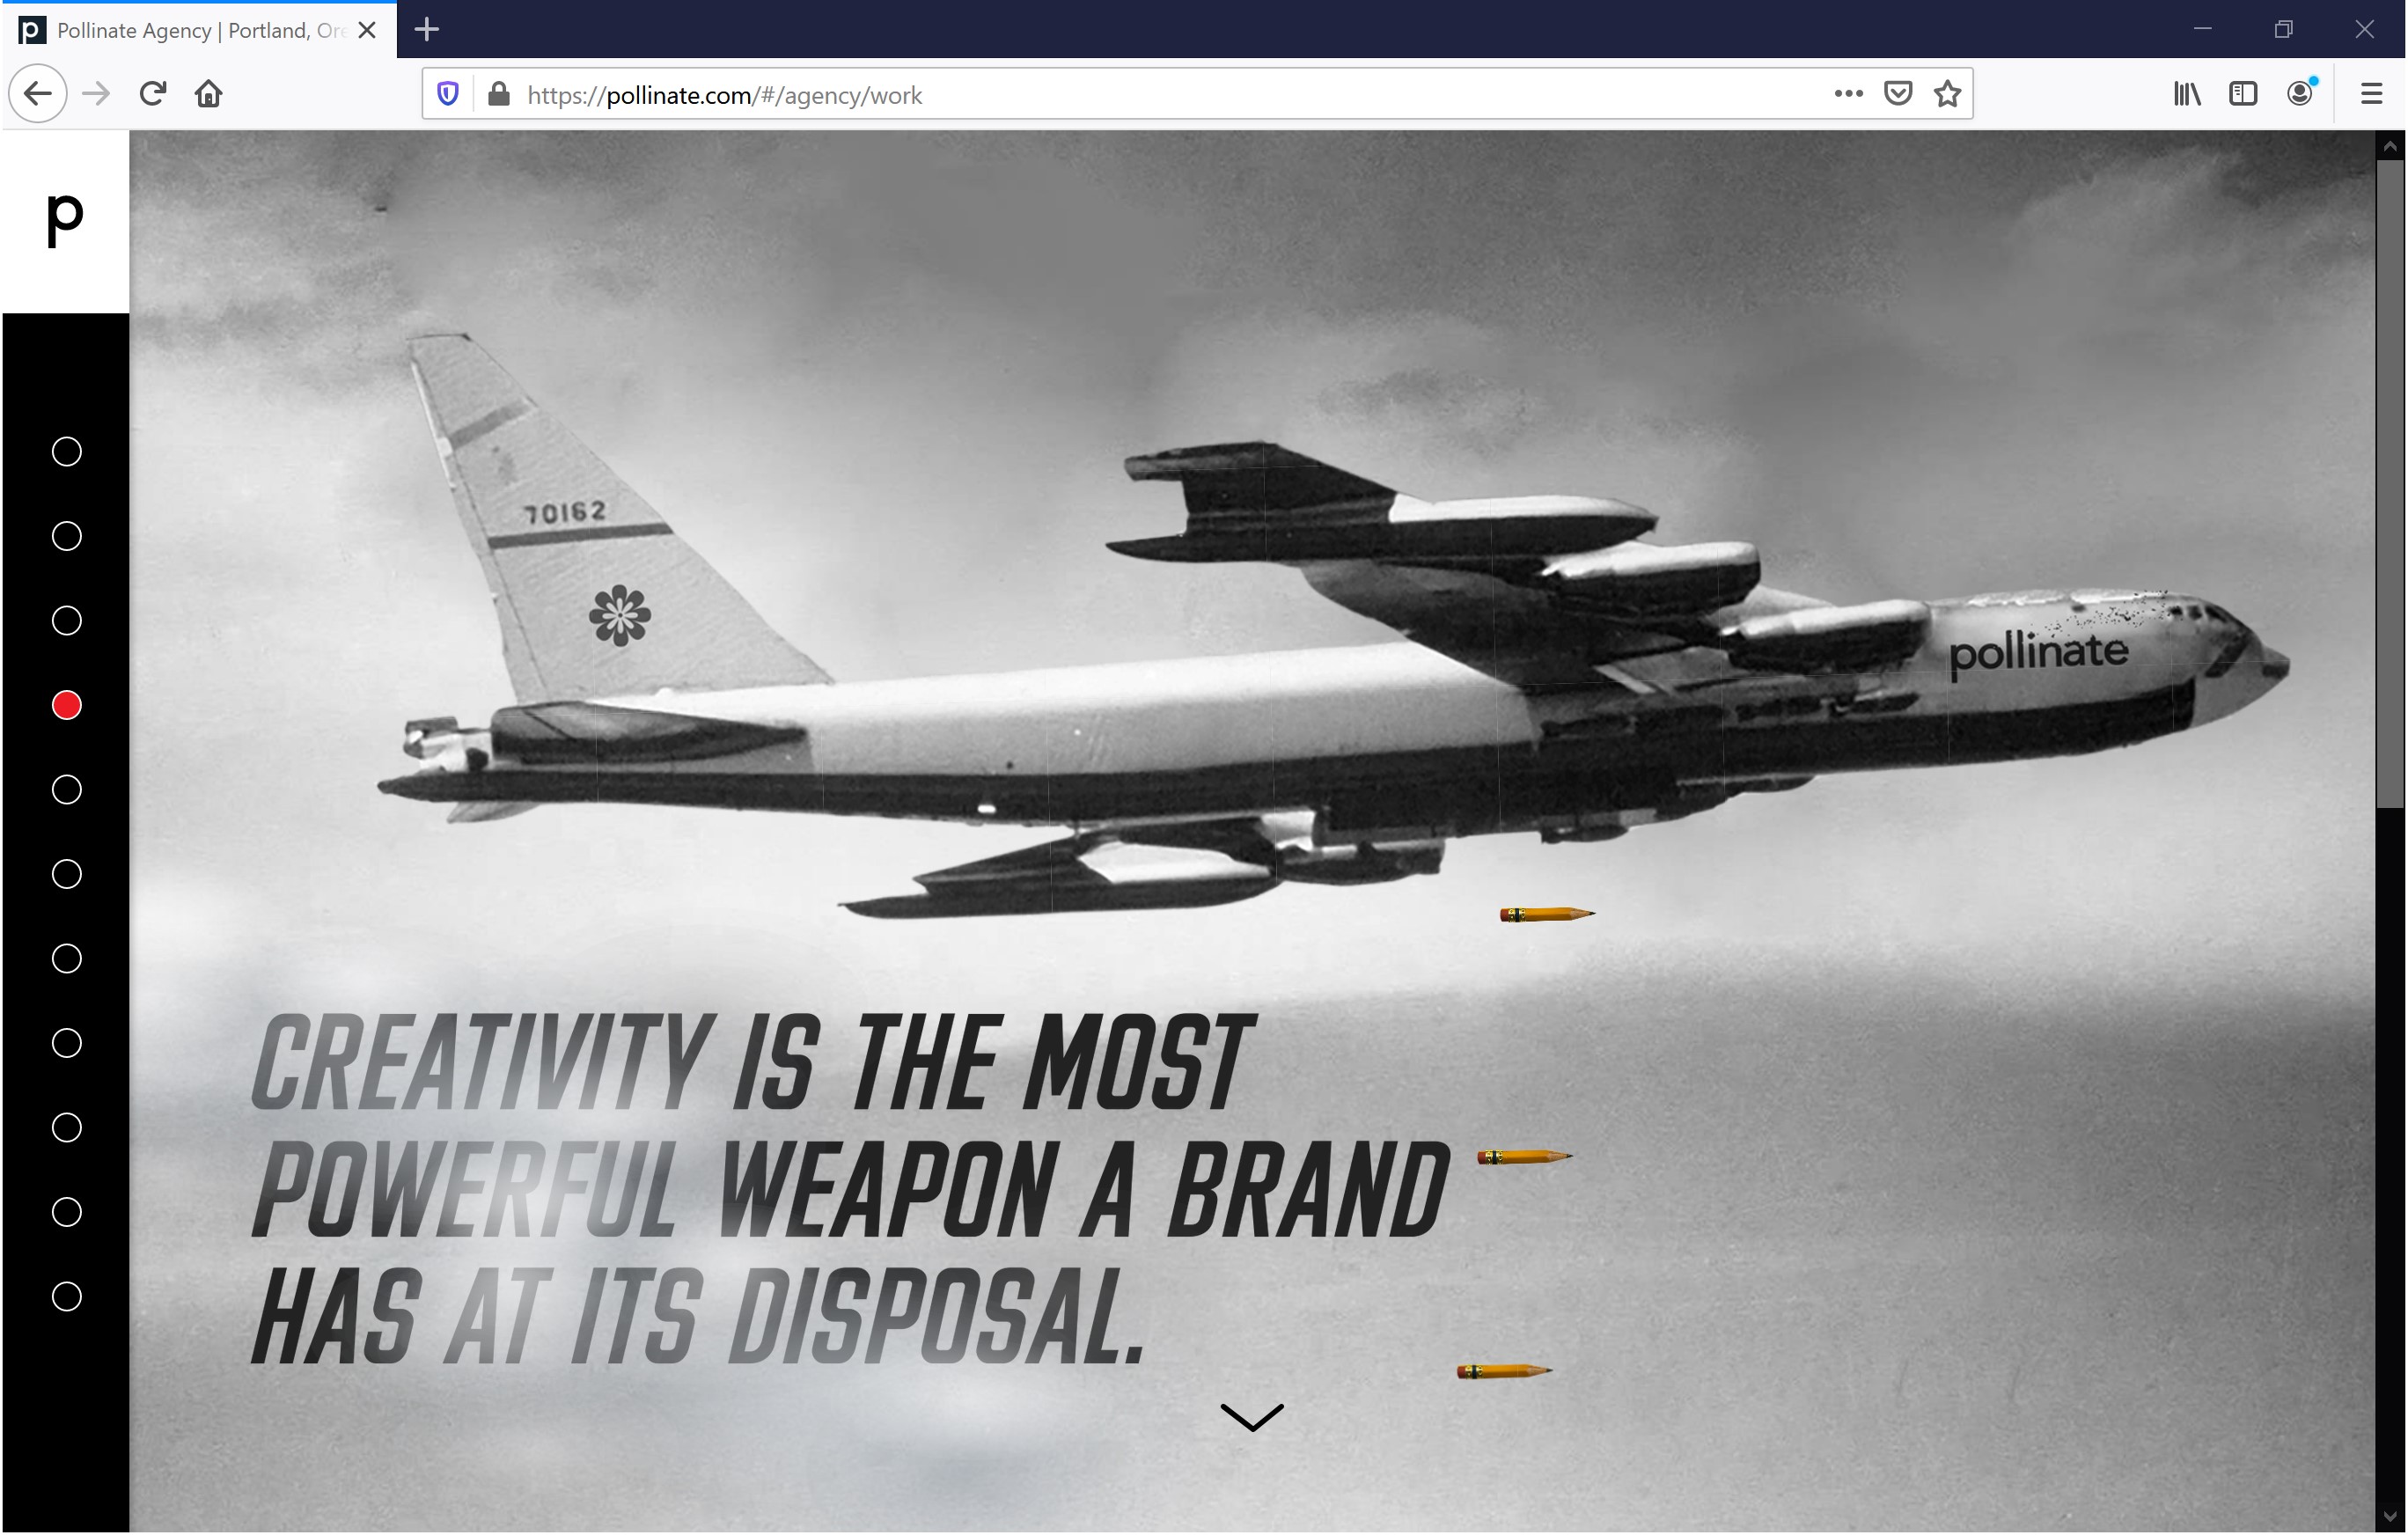 p Pollinate Agency | Portland, Ore
https://pollinate.com/#/agency/work
p
70162
pollinate
CREATIVITY IS THE MOST
POWERFUL WEAPON A BRAND
HAS AT ITS DISPOSAL.